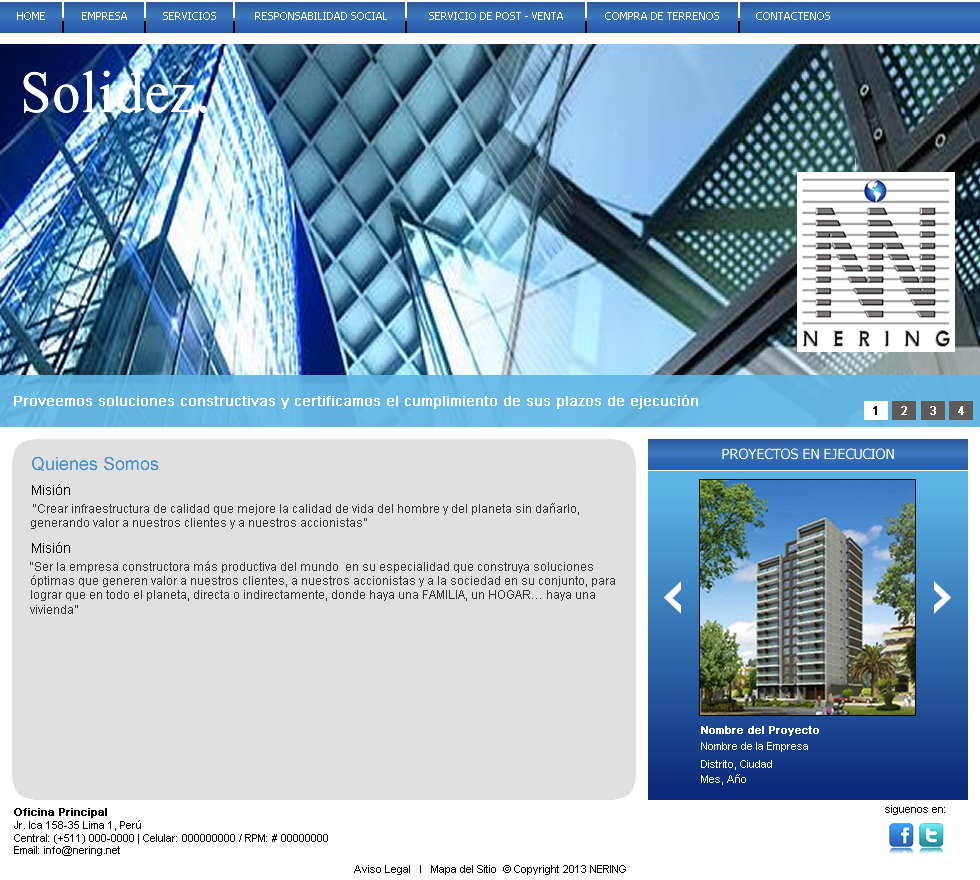 HOME EMPRESA SERVICIOS RESPONSABILIDAD SOCIAL SERVICIO DE POST - VENTA COMPRA DE TERRENOS CONTACTENOS
Solidez.
NERING
Proveemos soluciones constructivas y certificamos el cumplimiento de sus plazos de ejecución
1 2 3 4
Quienes Somos
Misión
"Crear infraestructura de calidad que mejore la calidad de vida del hombre y del planeta sin dañarlo,
generando valor a nuestros clientes y a nuestros accionistas"
Misión
"Ser la empresa constructora más productiva del mundo en su especialidad que construya soluciones
óptimas que generen valor a nuestros clientes, a nuestros accionistas y a la sociedad en su conjunto, para
lograr que en todo el planeta, directa o indirectamente, donde haya una FAMILIA, un HOGAR... haya una
vivienda"
PROYECTOS EN EJECUCION
Nombre del Proyecto
Nombre de la Empresa
Distrito, Ciudad
Mes, Año
Oficina Principal
Jr. Ica 158-35 Lima 1, Perú
Central: (+511) 000-0000 | Celular: 000000000 / RPM: # 00000000
Email: info@nering.net
siguenos en:
f t
Aviso Legal I Mapa del Sitio © Copyright 2013 NERING